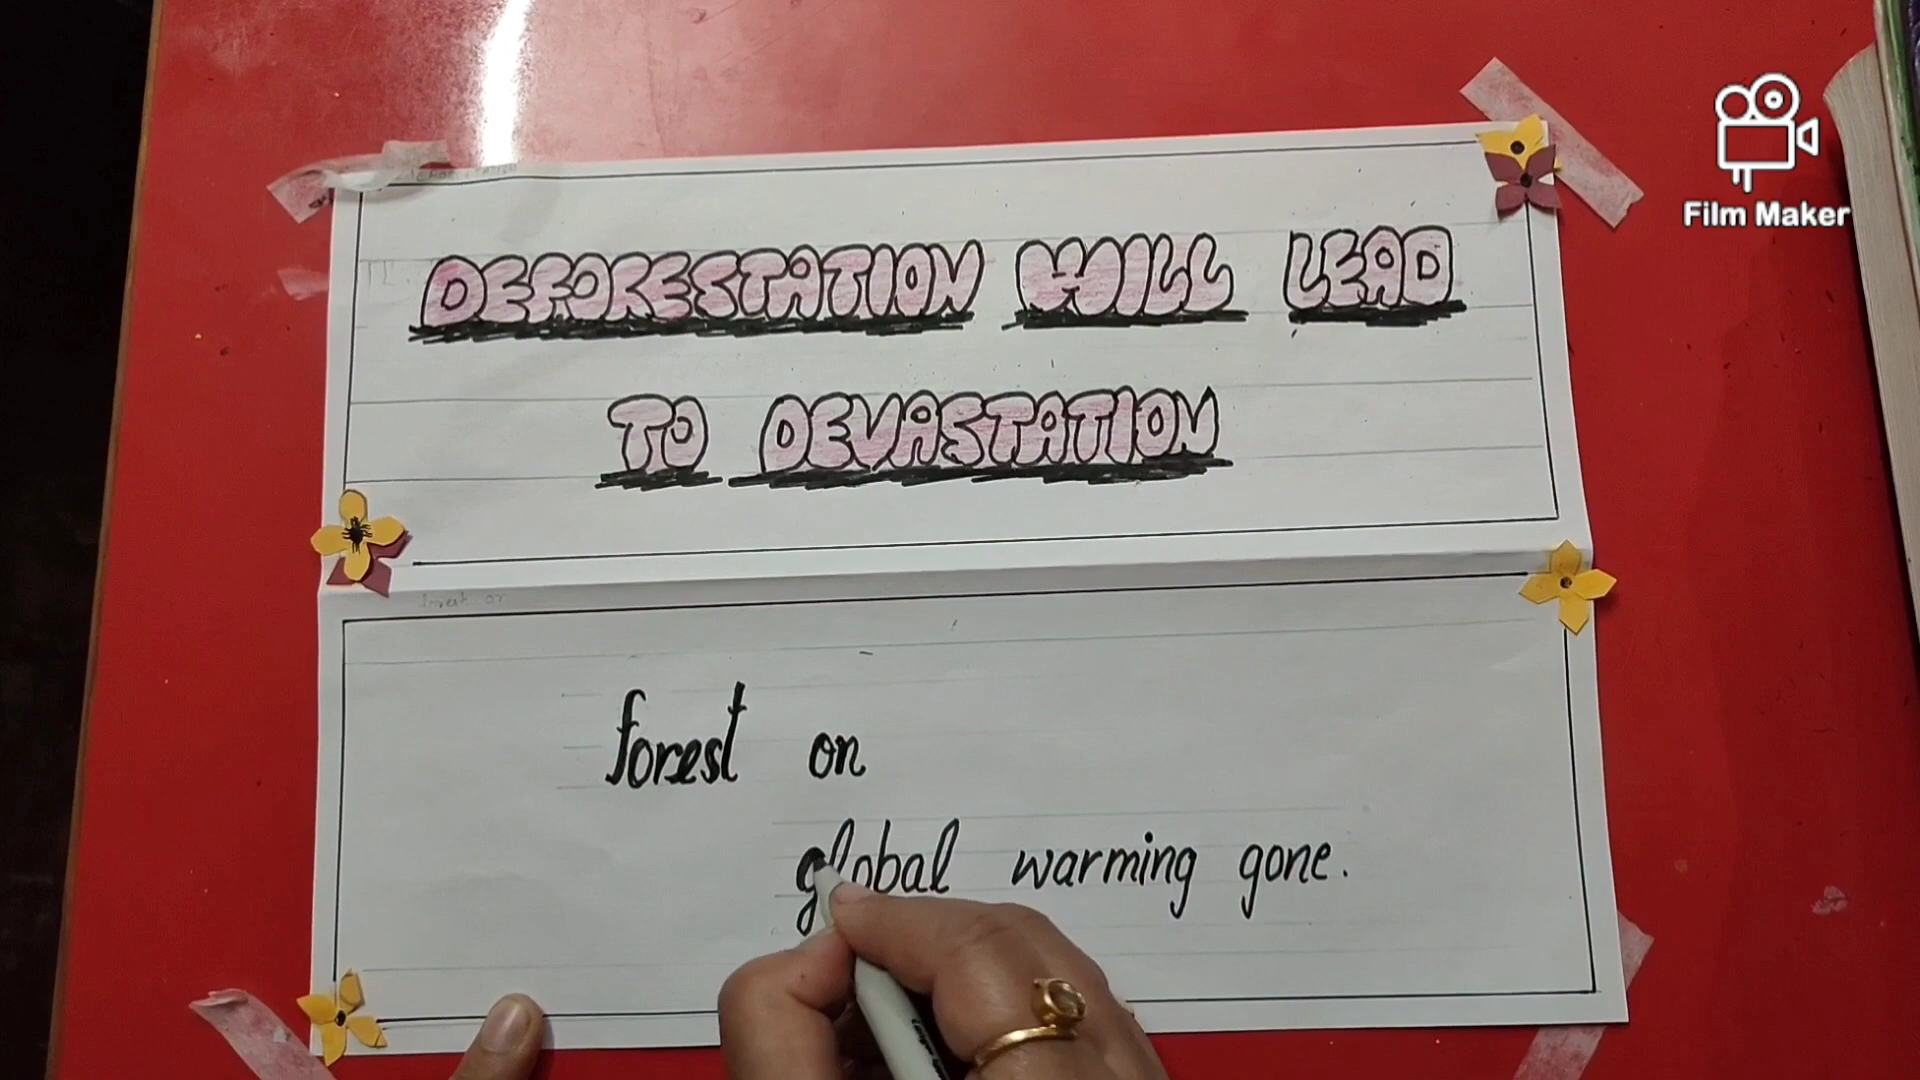 DEFORESTATION WILL LEAD
TO DEVASTATION
forest on
global warming gone.
Film Maker